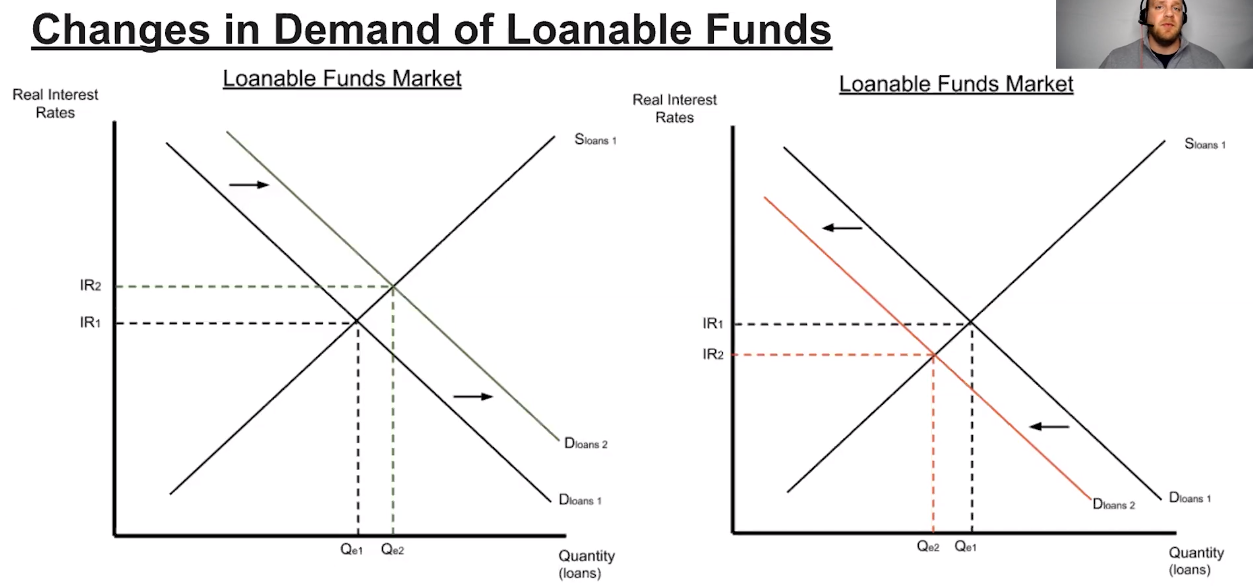 Changes in Demand of Loanable Funds
Loanable Funds Market
Real Interest
Rates
Sloans 1
IR2
IR1
Dloans 2
Dloans 1
Qe1 Qe2
Quantity
(loans)
Loanable Funds Market
Real Interest
Rates
Sloans 1
IR1
IR2
Dloans 2
Dloans 1
Qe2 Qe1
Quantity
(loans)